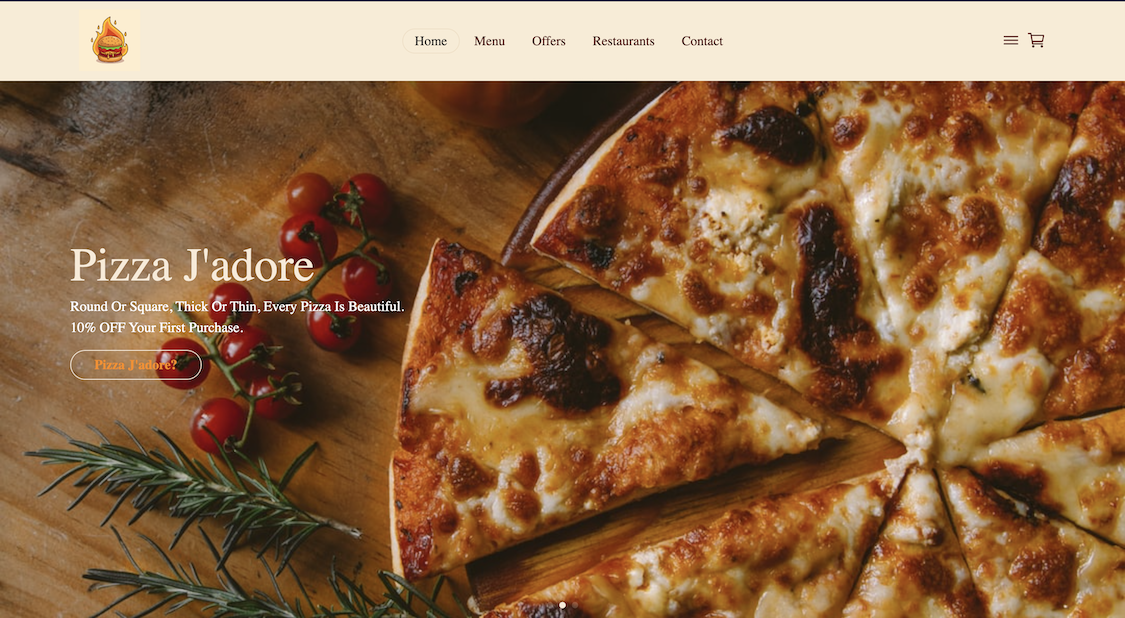 Home
Menu
Offers
Restaurants
Contact
Pizza J'adore
Round Or Square, Thick Or Thin, Every Pizza Is Beautiful.
10% OFF Your First Purchase.
Pizza J'adore?